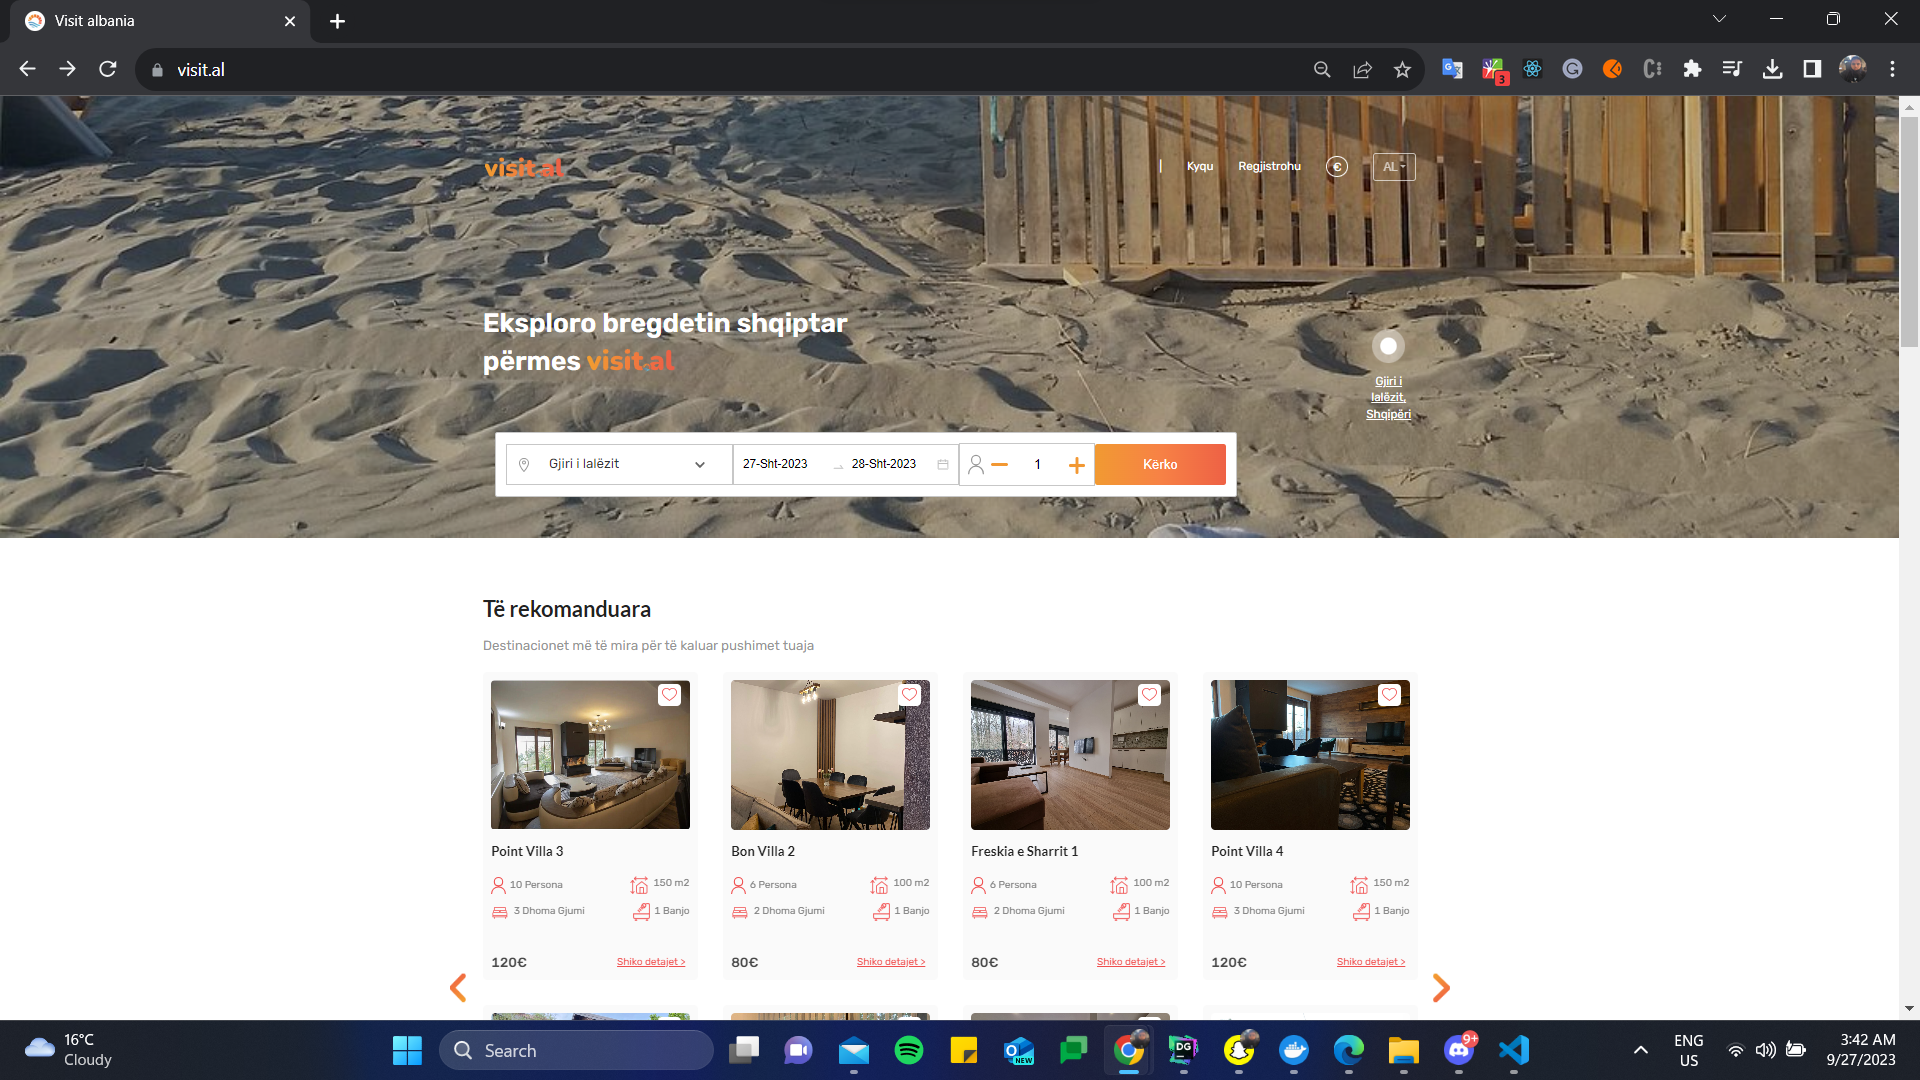 Visit albania
visit.al
3
visit.al
| Kyqu Regjistrohu € AL
Eksploro bregdetin shqiptar
përmes visit.al
Gjiri i
lalëzit,
Shqipëri
Gjiri i lalëzit 27-Sht-2023 28-Sht-2023 1 Kërko
Të rekomanduara
Destinacionet më të mira për të kaluar pushimet tuaja
Point Villa 3
10 Persona 150 m2
3 Dhoma Gjumi 1 Banjo
120€ Shiko detajet >
Bon Villa 2
6 Persona 100 m2
2 Dhoma Gjumi 1 Banjo
80€ Shiko detajet >
Freskia e Sharrit 1
6 Persona 100 m2
2 Dhoma Gjumi 1 Banjo
80€ Shiko detajet >
Point Villa 4
10 Persona 150 m2
3 Dhoma Gjumi 1 Banjo
120€ Shiko detajet >
16°C
Cloudy
Search
NEW
DG
9+
ENG
US
3:42 AM
9/27/2023